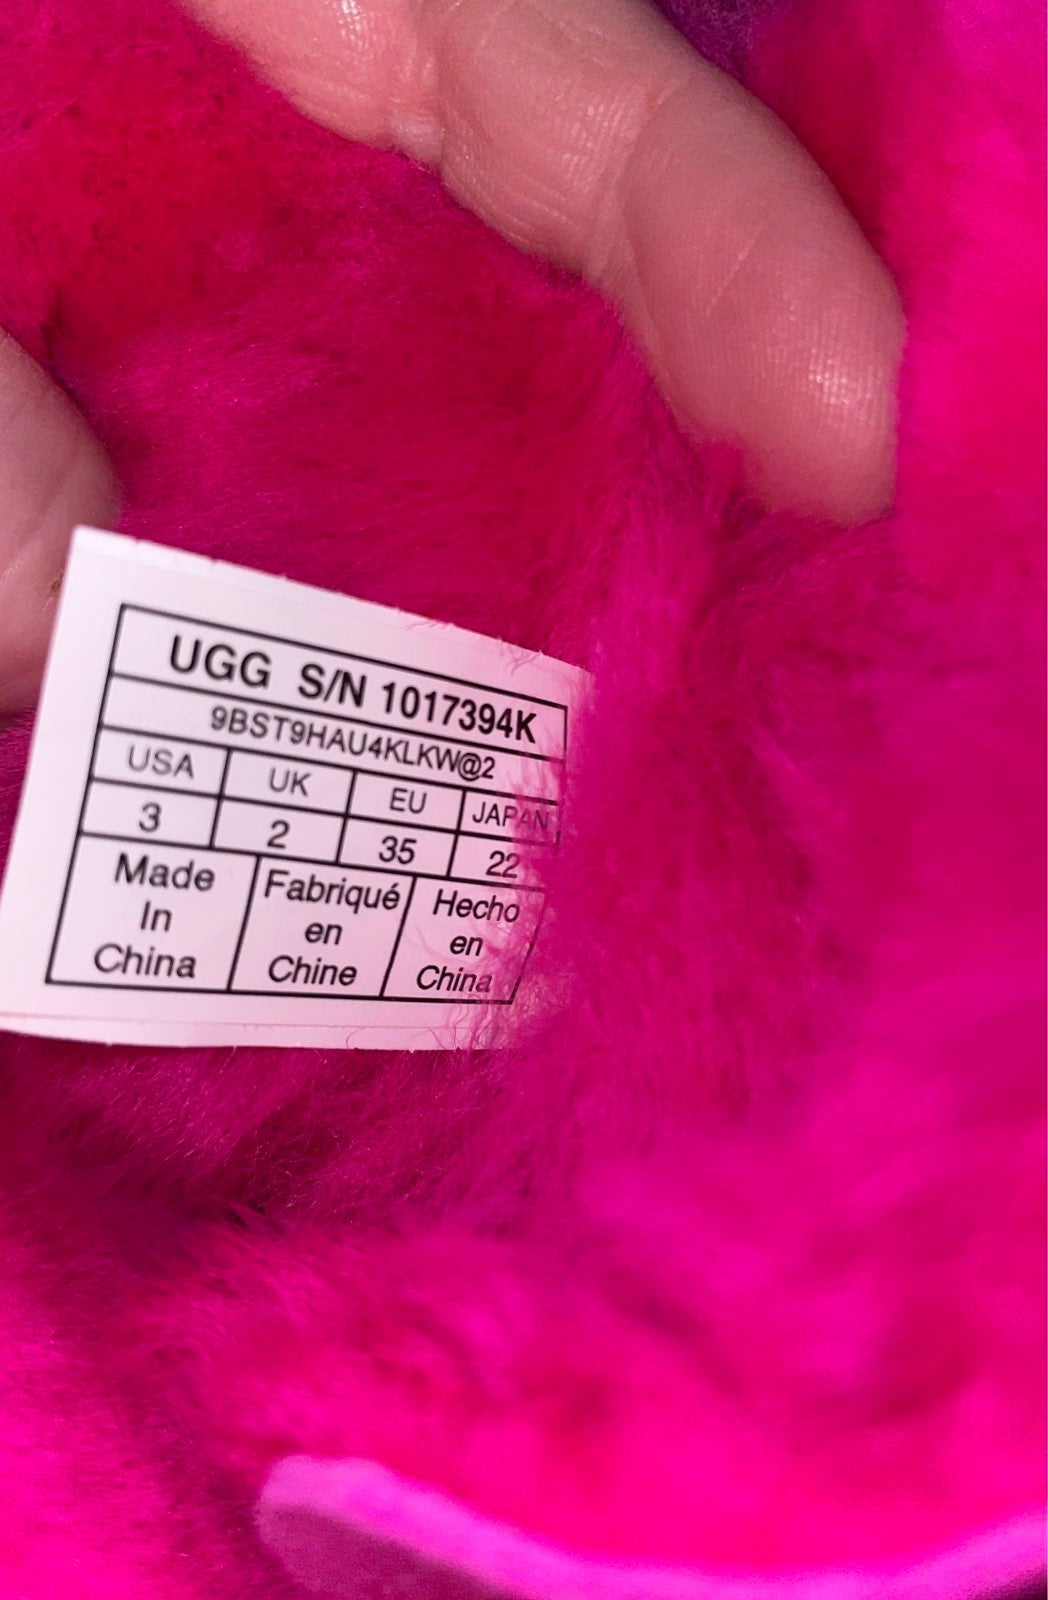 UGG S/N 1017394K
9BST9HAU4KLKW@2
USA UK EU JAPAN
3 2 35 22
Made
In
China
Fabriqué
en
Chine
Hecho
en
China